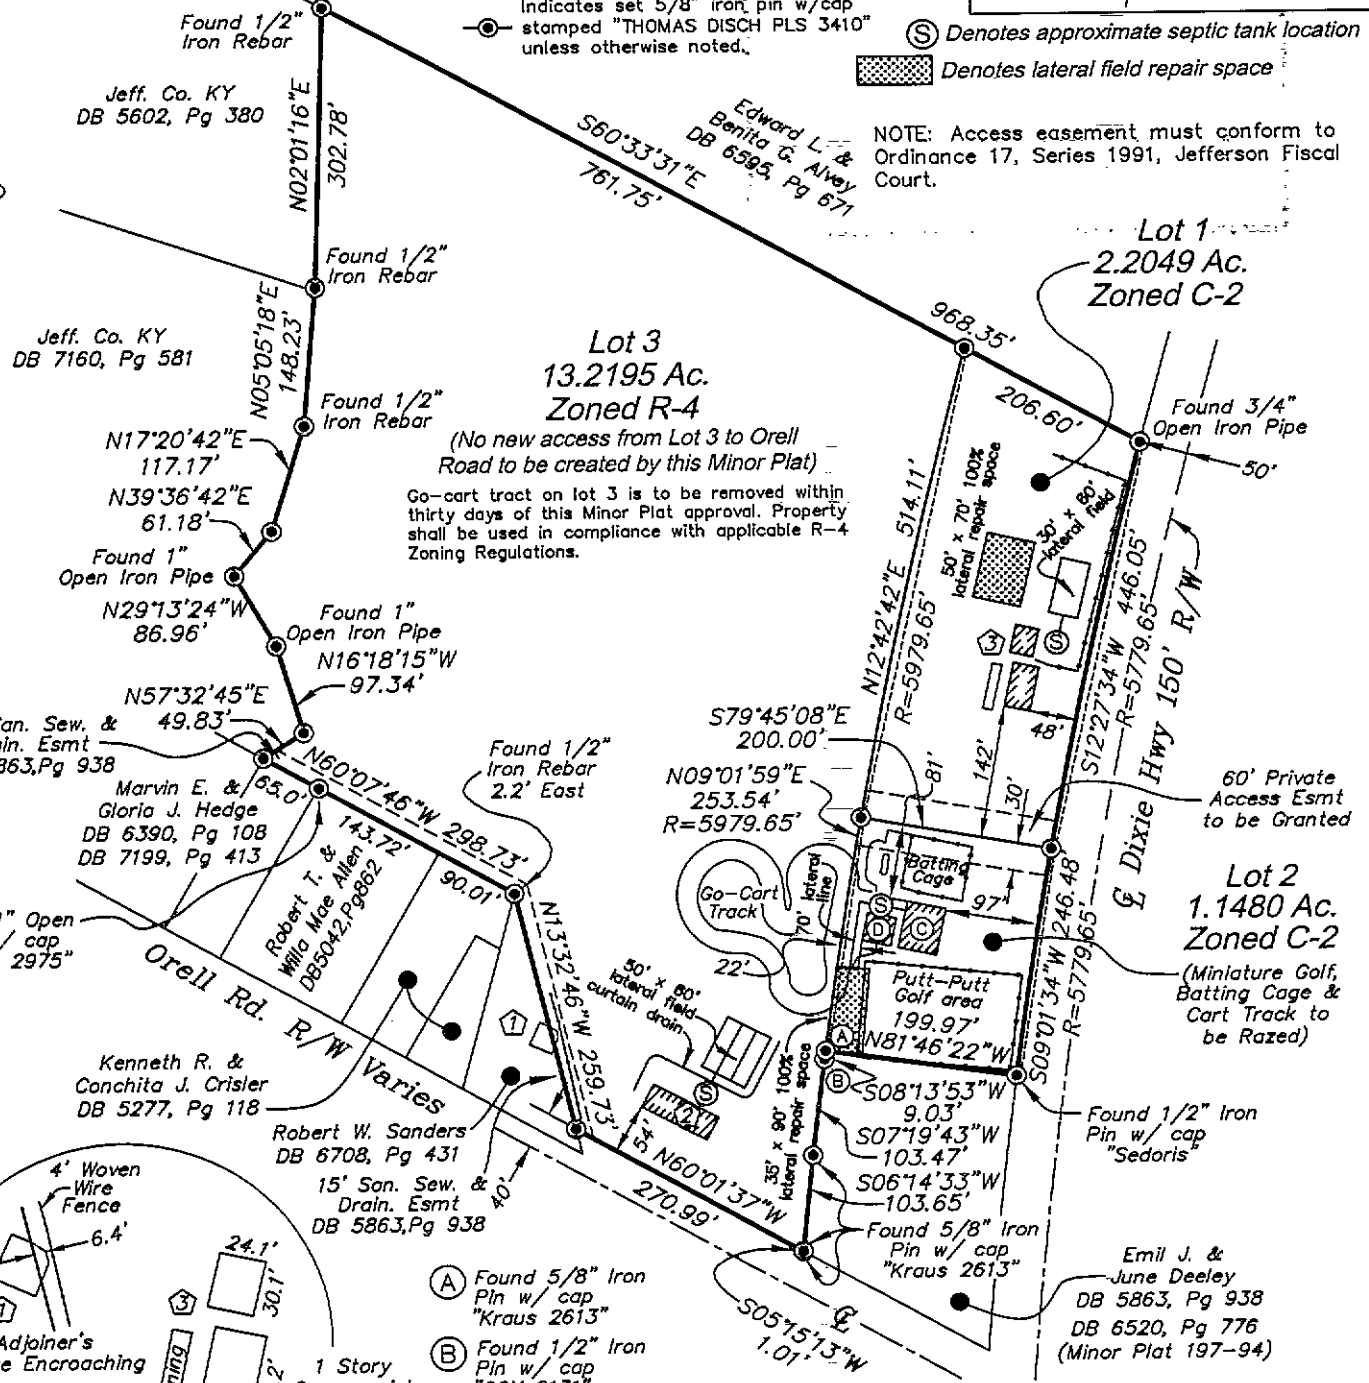 Found 1/2"
Iron Rebar
Indicates set 5/8" iron pin w/cap
stamped "THOMAS DISCH PLS 3410"
unless otherwise noted.
Ⓢ Denotes approximate septic tank location
Denotes lateral field repair space
NOTE: Access easement must conform to
Ordinance 17, Series 1991, Jefferson Fiscal
Court.
Jeff. Co. KY
DB 5602, Pg 380
N02°01'16"E
302.78'
S60°33'31"E
761.75'
Edward L. &
Benita G. Alvey
DB 6595, Pg 671
Lot 1
2.2049 Ac.
Zoned C-2
Found 1/2"
Iron Rebar
Jeff. Co. KY
DB 7160, Pg 581
N05°05'18"E
148.23'
968.35'
206.60'
Found 3/4"
Open Iron Pipe
50'
Lot 3
13.2195 Ac.
Zoned R-4
(No new access from Lot 3 to Orell
Road to be created by this Minor Plat)
Go-cart tract on lot 3 is to be removed within
thirty days of this Minor Plat approval. Property
shall be used in compliance with applicable R-4
Zoning Regulations.
Found 1/2"
Iron Rebar
N17°20'42"E
117.17'
N39°36'42"E
61.18'
Found 1"
Open Iron Pipe
N29°13'24"W
86.96'
Found 1"
Open Iron Pipe
N16°18'15"W
97.34'
N57°32'45"E
49.83'
an. Sew. &
in. Esmt
863,Pg 938
N12°42'42"E 514.11'
R=5979.65'
50' x 70' 100%
lateral repair space
30' x 80'
lateral field
3
S
S12°27'34"W 446.05'
R=5779.65'
₵ Dixie Hwy 150' R/W
48'
142'
81'
30'
S79°45'08"E
200.00'
N09°01'59"E
253.54'
R=5979.65'
60' Private
Access Esmt
to be Granted
Lot 2
1.1480 Ac.
Zoned C-2
(Miniature Golf,
Batting Cage &
Cart Track to
be Razed)
Found 1/2"
Iron Rebar
2.2' East
Marvin E. &
Gloria J. Hedge
DB 6390, Pg 108
DB 7199, Pg 413
65.0'
N60°07'46"W 298.73'
143.72'
90.01'
Robert T. &
Willa Mae Allen
DB5042,Pg862
" Open
/ cap
2975"
Orell Rd. R/W Varies
Go-Cart
Track
70' lateral
line
Batting
Cage
97'
S
D
C
22'
Putt-Putt
Golf area
199.97'
N81°46'22"W
S09°01'34"W 246.48'
R=5779.65'
A
B
N13°32'46"W 259.73'
50' x 60'
lateral field
curtain drain
S
2
54'
1
Kenneth R. &
Conchita J. Crisler
DB 5277, Pg 118
Robert W. Sanders
DB 6708, Pg 431
15' San. Sew. &
Drain. Esmt
DB 5863,Pg 938
40'
N60°01'37"W
270.99'
35' x 90' 100%
lateral repair space
S08°13'53"W
9.03'
S07°19'43"W
103.47'
S06°14'33"W
103.65'
Found 1/2" Iron
Pin w/ cap
"Sedoris"
Found 5/8" Iron
Pin w/ cap
"Kraus 2613"
S05°15'13"W
1.01'
₵
Emil J. &
June Deeley
DB 5863, Pg 938
DB 6520, Pg 776
(Minor Plat 197-94)
4' Woven
Wire
Fence
6.4'
1
Adjoiner's
e Encroaching
3
24.1'
30.1'
2'
1 Story
Ⓐ Found 5/8" Iron
Pin w/ cap
"Kraus 2613"
Ⓑ Found 1/2" Iron
Pin w/ cap